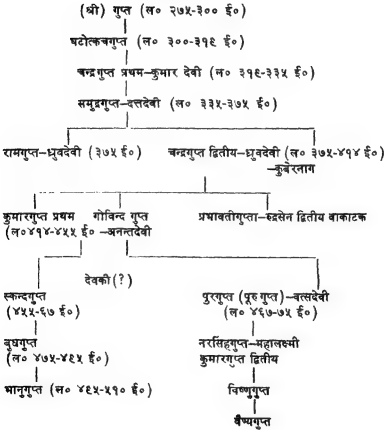 (श्री) गुप्त (ल० २७५-३०० ई०)
घटोत्कचगुप्त (ल० ३००-३१९ ई०)
चन्द्रगुप्त प्रथम—कुमार देवी (ल० ३१९-३३५ ई०)
समुद्रगुप्त—दत्तदेवी (ल० ३३५-३७५ ई०)
रामगुप्त—ध्रुवदेवी (३७५ ई०) चन्द्रगुप्त द्वितीय—ध्रुवदेवी (ल० ३७५-४१४ ई०)
—कुबेरनाग
कुमारगुप्त प्रथम गोविन्द गुप्त प्रभावतीगुप्ता—रुद्रसेन द्वितीय वाकाटक
(ल०४१४-४५५ ई० —अनन्तदेवी
देवकी (?)
स्कन्दगुप्त पुरगुप्त (पूरुगुप्त)—वत्सदेवी
(४५५-६७ ई०) (ल० ४६७-७५ ई०)
बुधगुप्त नरसिंहगुप्त—महालक्ष्मी
(ल० ४७५-४९५ ई०) कुमारगुप्त द्वितीय
भानुगुप्त (ल० ४९५-५१० ई०) विष्णुगुप्त
वैण्यगुप्त